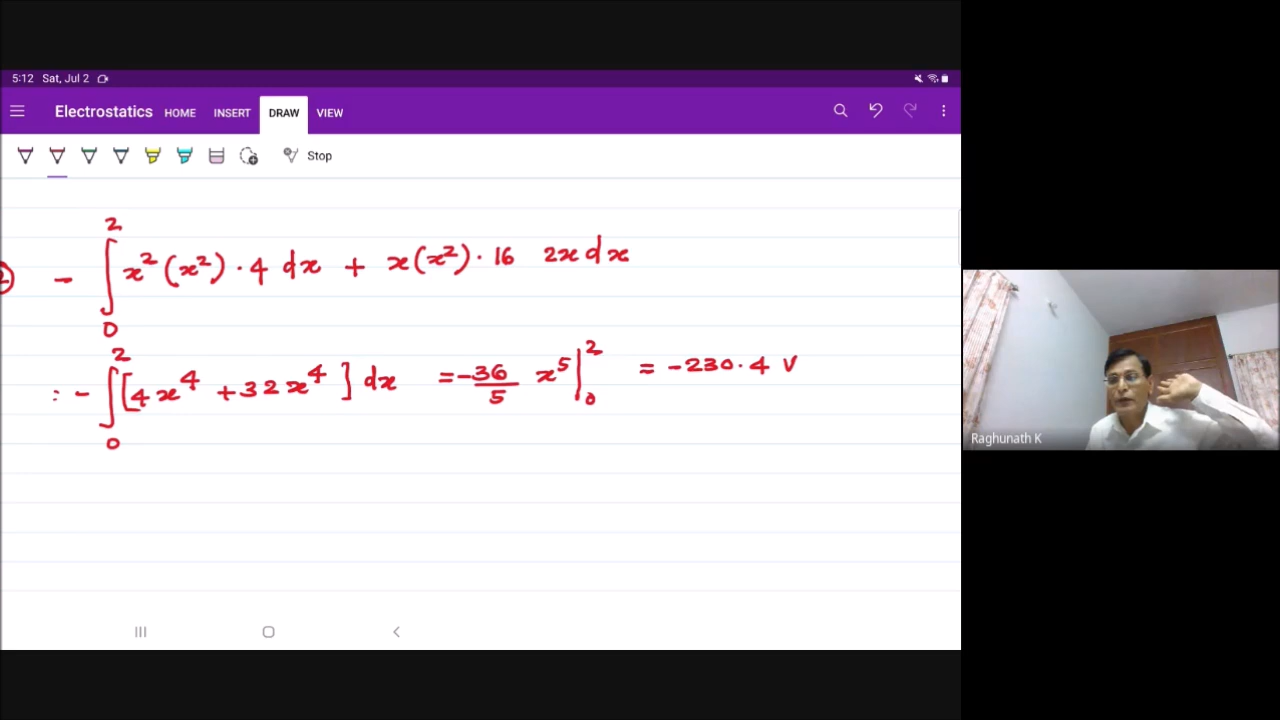 5:12 Sat, Jul 2
Electrostatics HOME INSERT DRAW VIEW
Stop
2
- ∫ x² (x²) · 4 dx + x(x²) · 16 2x dx
0
2
: - ∫ [4x⁴ + 32x⁴] dx = -36/5 x⁵ |₀² = -230.4 V
0
Raghunath K